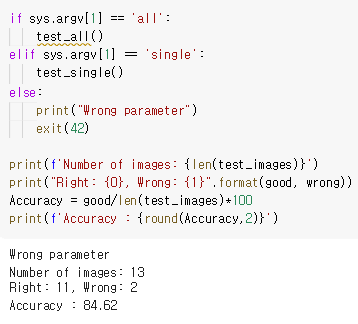 if sys.argv[1] == 'all':
    test_all()
elif sys.argv[1] == 'single':
    test_single()
else:
    print("Wrong parameter")
    exit(42)

print(f'Number of images: {len(test_images)}')
print("Right: {0}, Wrong: {1}".format(good, wrong))
Accuracy = good/len(test_images)*100
print(f'Accuracy : {round(Accuracy,2)}')
Wrong parameter
Number of images: 13
Right: 11, Wrong: 2
Accuracy : 84.62